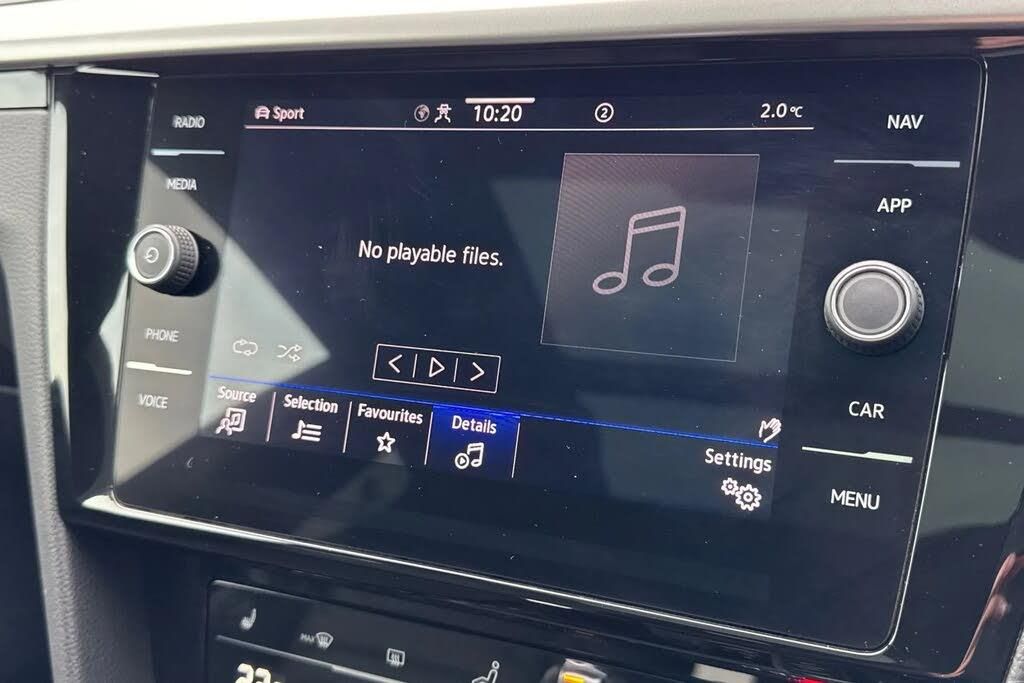 RADIO
MEDIA
PHONE
VOICE
Sport
10:20
2
2.0°C
No playable files.
Source
Selection
Favourites
Details
Settings
NAV
APP
CAR
MENU
MAX